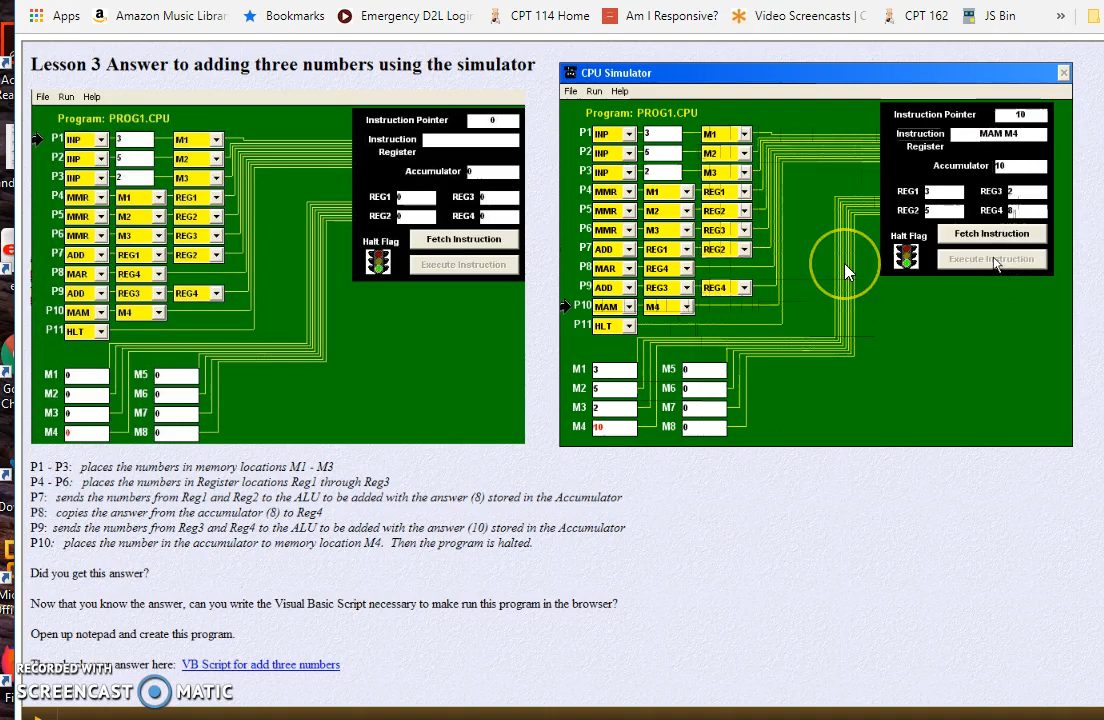 Apps
Amazon Music Librar
Bookmarks
Emergency D2L Login
CPT 114 Home
Am I Responsive?
Video Screencasts | C
CPT 162
JS Bin
»
Lesson 3 Answer to adding three numbers using the simulator
File Run Help
Program: PROG1.CPU
P1 INP 3 M1
P2 INP 5 M2
P3 INP 2 M3
P4 MMR M1 REG1
P5 MMR M2 REG2
P6 MMR M3 REG3
P7 ADD REG1 REG2
P8 MAR REG4
P9 ADD REG3 REG4
P10 MAM M4
P11 HLT
M1 0 M5 0
M2 0 M6 0
M3 0 M7 0
M4 0 M8 0
Instruction Pointer 0
Instruction
Register
Accumulator 0
REG1 0 REG3 0
REG2 0 REG4 0
Halt Flag
Fetch Instruction
Execute Instruction
CPU Simulator
File Run Help
Program: PROG1.CPU
P1 INP 3 M1
P2 INP 5 M2
P3 INP 2 M3
P4 MMR M1 REG1
P5 MMR M2 REG2
P6 MMR M3 REG3
P7 ADD REG1 REG2
P8 MAR REG4
P9 ADD REG3 REG4
P10 MAM M4
P11 HLT
M1 3 M5 0
M2 5 M6 0
M3 2 M7 0
M4 10 M8 0
Instruction Pointer 10
Instruction MAM M4
Register
Accumulator 10
REG1 3 REG3 2
REG2 5 REG4 8
Halt Flag
Fetch Instruction
Execute Instruction
P1 - P3: places the numbers in memory locations M1 - M3
P4 - P6: places the numbers in Register locations Reg1 through Reg3
P7: sends the numbers from Reg1 and Reg2 to the ALU to be added with the answer (8) stored in the Accumulator
P8: copies the answer from the accumulator (8) to Reg4
P9: sends the numbers from Reg3 and Reg4 to the ALU to be added with the answer (10) stored in the Accumulator
P10: places the number in the accumulator to memory location M4. Then the program is halted.
Did you get this answer?
Now that you know the answer, can you write the Visual Basic Script necessary to make run this program in the browser?
Open up notepad and create this program.
answer here: VB Script for add three numbers
RECORDED WITH
SCREENCAST MATIC